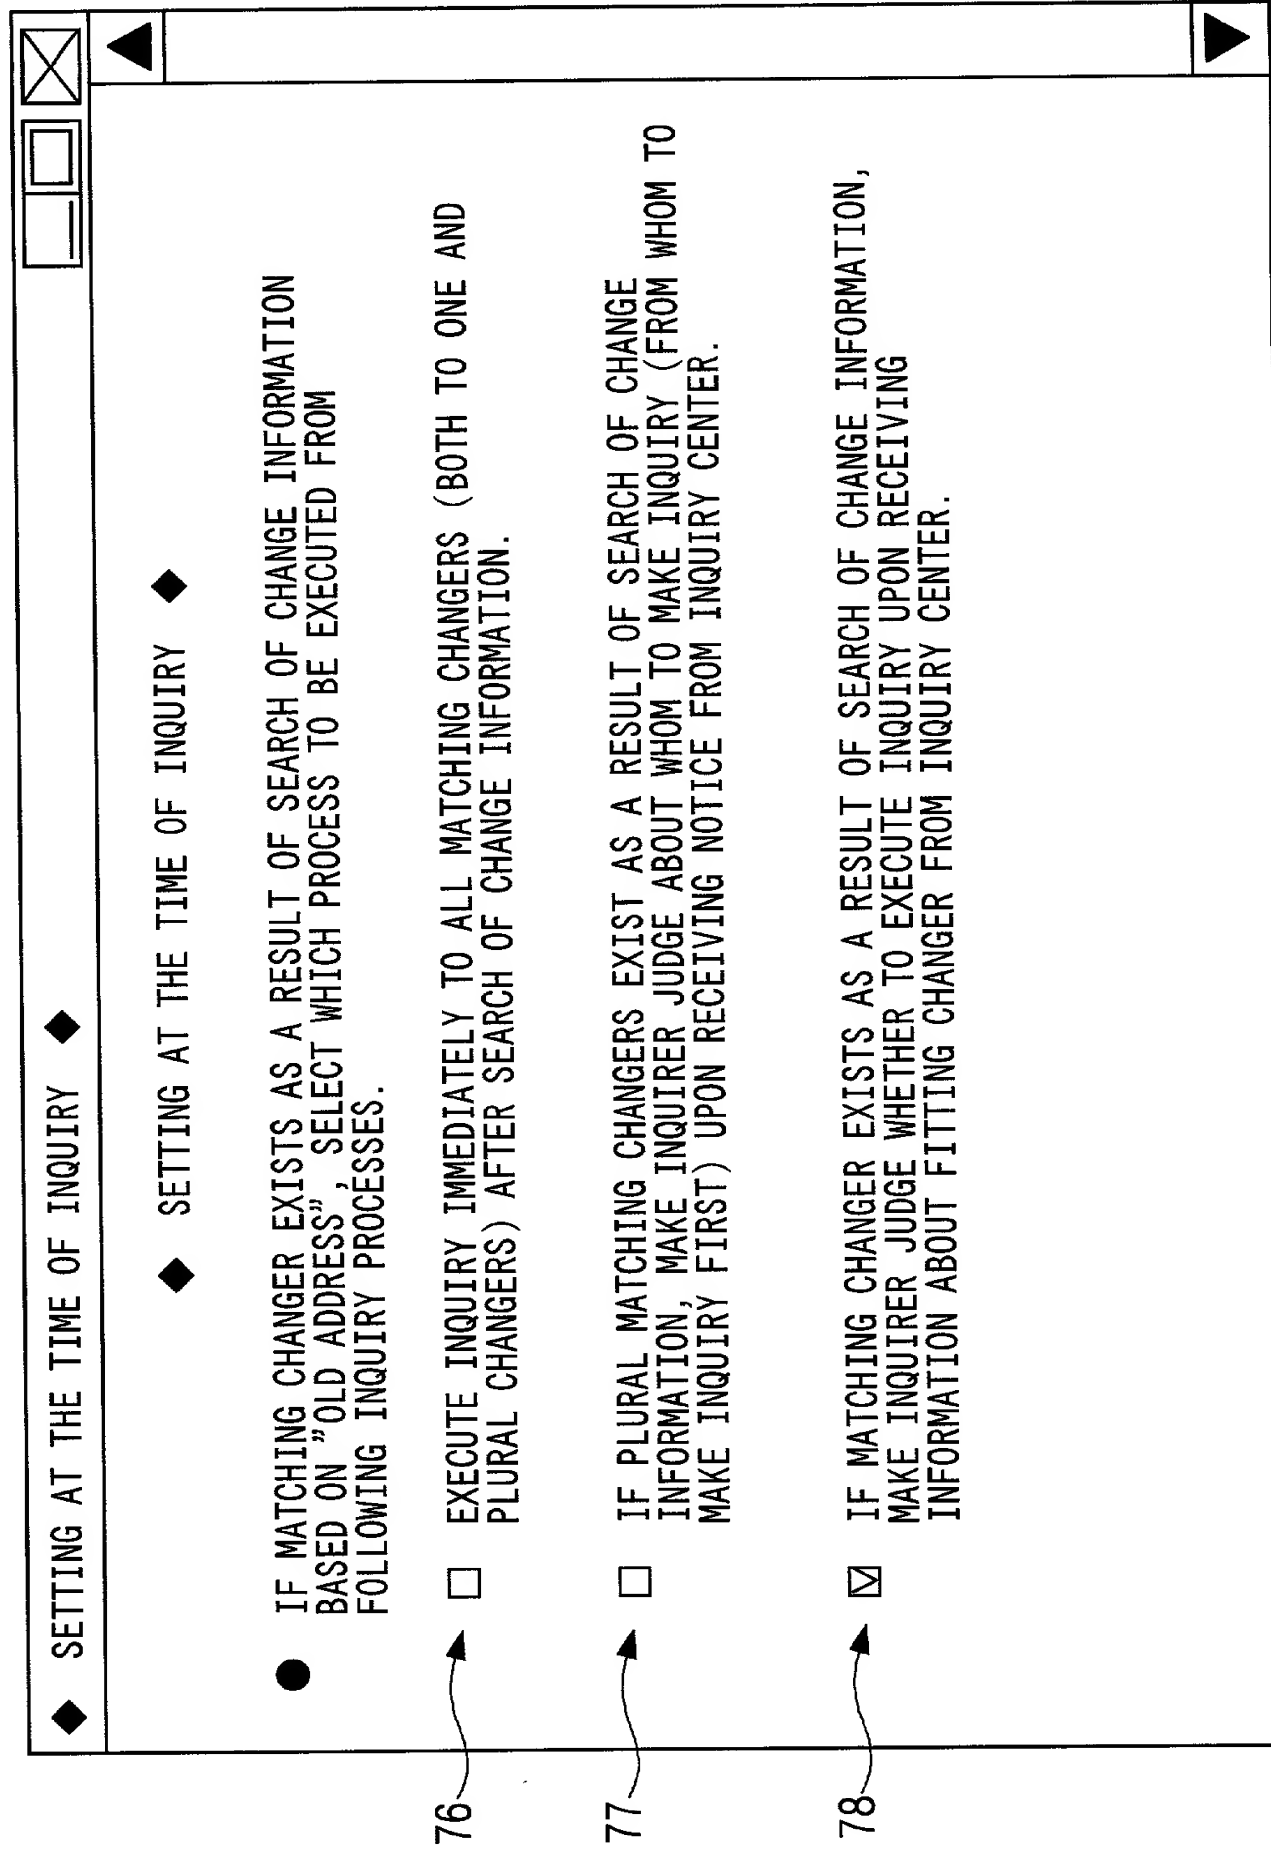 ◆ SETTING AT THE TIME OF INQUIRY ◆
◆ SETTING AT THE TIME OF INQUIRY ◆
● IF MATCHING CHANGER EXISTS AS A RESULT OF SEARCH OF CHANGE INFORMATION
BASED ON "OLD ADDRESS", SELECT WHICH PROCESS TO BE EXECUTED FROM
FOLLOWING INQUIRY PROCESSES.
76 EXECUTE INQUIRY IMMEDIATELY TO ALL MATCHING CHANGERS (BOTH TO ONE AND
PLURAL CHANGERS) AFTER SEARCH OF CHANGE INFORMATION.
77 IF PLURAL MATCHING CHANGERS EXIST AS A RESULT OF SEARCH OF CHANGE
INFORMATION, MAKE INQUIRER JUDGE ABOUT WHOM TO MAKE INQUIRY (FROM WHOM TO
MAKE INQUIRY FIRST) UPON RECEIVING NOTICE FROM INQUIRY CENTER.
78 IF MATCHING CHANGER EXISTS AS A RESULT OF SEARCH OF CHANGE INFORMATION,
MAKE INQUIRER JUDGE WHETHER TO EXECUTE INQUIRY UPON RECEIVING
INFORMATION ABOUT FITTING CHANGER FROM INQUIRY CENTER.